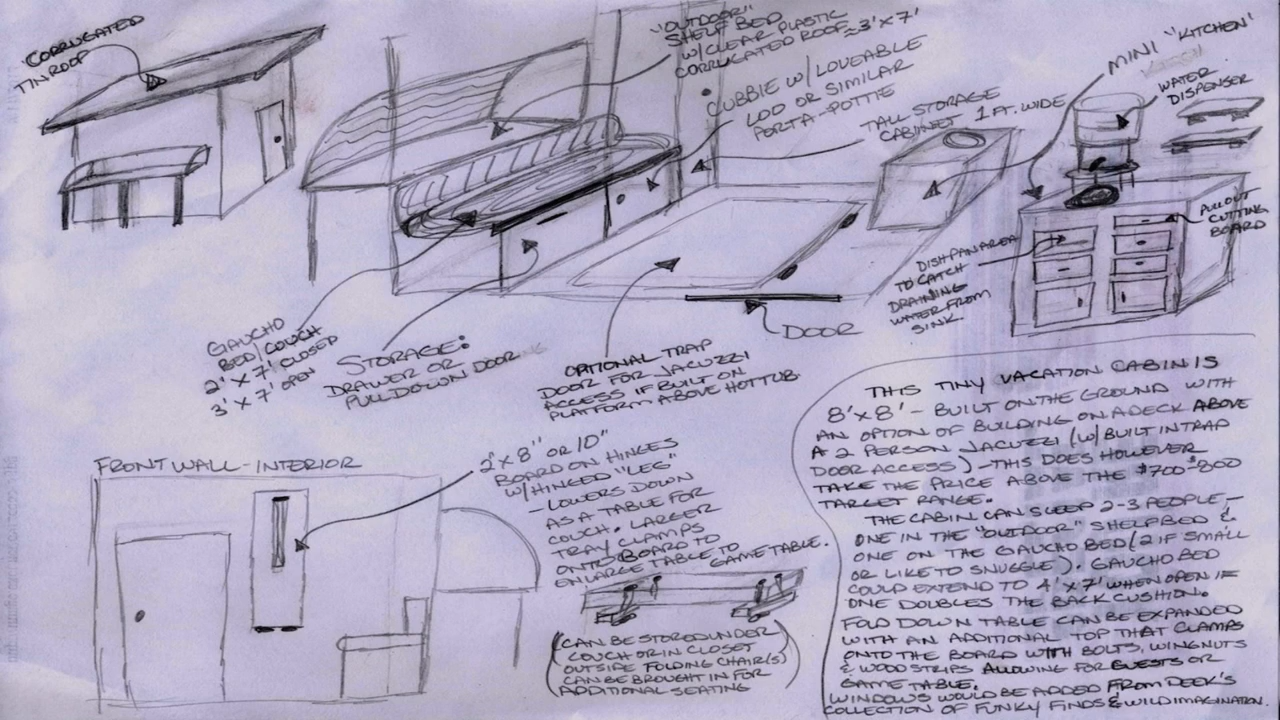 CORRUGATED
TIN ROOF
"OUTDOOR"
SHELF BED
W/ CLEAR PLASTIC
CORRUGATED ROOF ≈ 3' X 7'
CUBBIE W/ LOVEABLE
LOO OR SIMILAR
PORTA-POTTIE
TALL STORAGE
CABINET 1 FT. WIDE
MINI "KITCHEN"
WATER
DISPENSER
PULLOUT
CUTTING
BOARD
DISHPAN AREA
TO CATCH
DRAINING
WATER FROM
SINK.
GAUCHO
BED/COUCH
2' X 7' CLOSED
3' X 7' OPEN
STORAGE:
DRAWER OR
PULLDOWN DOOR
OPTIONAL TRAP
DOOR FOR JACUZZI
ACCESS IF BUILT ON
PLATFORM ABOVE HOTTUB.
DOOR
FRONT WALL-INTERIOR
2" X 8" OR 10"
BOARD ON HINGES
W/HINGED "LEG"
-LOWERS DOWN
AS A TABLE FOR
COUCH. LARGER
TRAY CLAMPS
ONTO BOARD TO
ENLARGE TABLE TO
GAME TABLE.
(CAN BE STORED UNDER
COUCH OR IN CLOSET
OUTSIDE FOLDING CHAIR(S)
CAN BE BROUGHT IN FOR
ADDITIONAL SEATING)
THIS TINY VACATION CABIN IS
8' X 8' - BUILT ON THE GROUND WITH
AN OPTION OF BUILDING ON A DECK ABOVE
A 2 PERSON JACUZZI (W/ BUILT IN TRAP
DOOR ACCESS) - THIS DOES HOWEVER
TAKE THE PRICE ABOVE THE $700-$800
TARGET RANGE.
THE CABIN CAN SLEEP 2-3 PEOPLE -
ONE IN THE "OUTDOOR" SHELF BED &
ONE ON THE GAUCHO BED (2 IF SMALL
OR LIKE TO SNUGGLE). GAUCHO BED
COULD EXTEND TO 4' X 7' WHEN OPEN IF
ONE DOUBLES THE BACK CUSHION.
FOLD DOWN TABLE CAN BE EXPANDED
WITH AN ADDITIONAL TOP THAT CLAMPS
ONTO THE BOARD WITH BOLTS, WINGNUTS
& WOOD STRIPS ALLOWING FOR GUESTS OR
GAME TABLE.
WINDOWS WOULD BE ADDED FROM DEEK'S
COLLECTION OF FUNKY FINDS & WILD IMAGINATION.